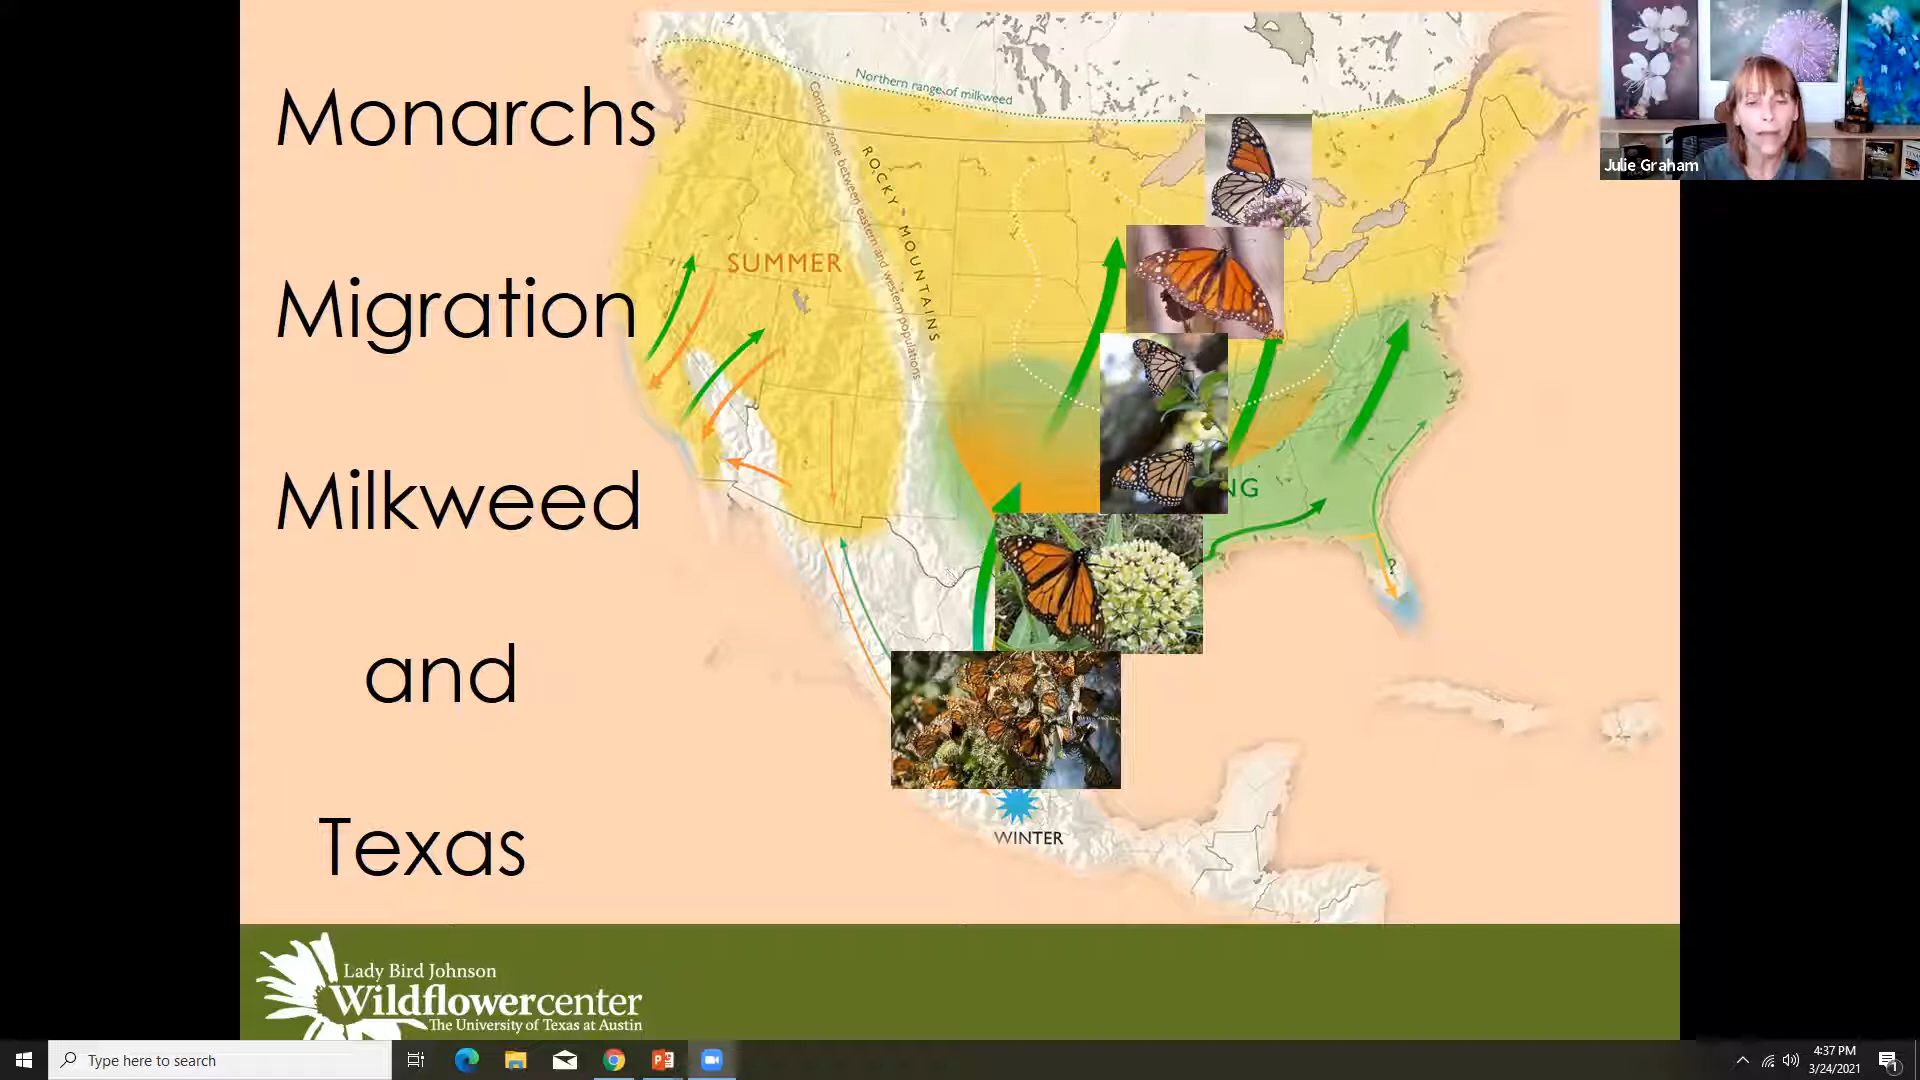 Monarchs
Migration
Milkweed
and
Texas
Northern range of milkweed
Contact zone between eastern and western populations
ROCKY MOUNTAINS
SUMMER
NG
?
WINTER
Julie Graham
Lady Bird Johnson
Wildflowercenter
The University of Texas at Austin
Type here to search
4:37 PM
3/24/2021
1